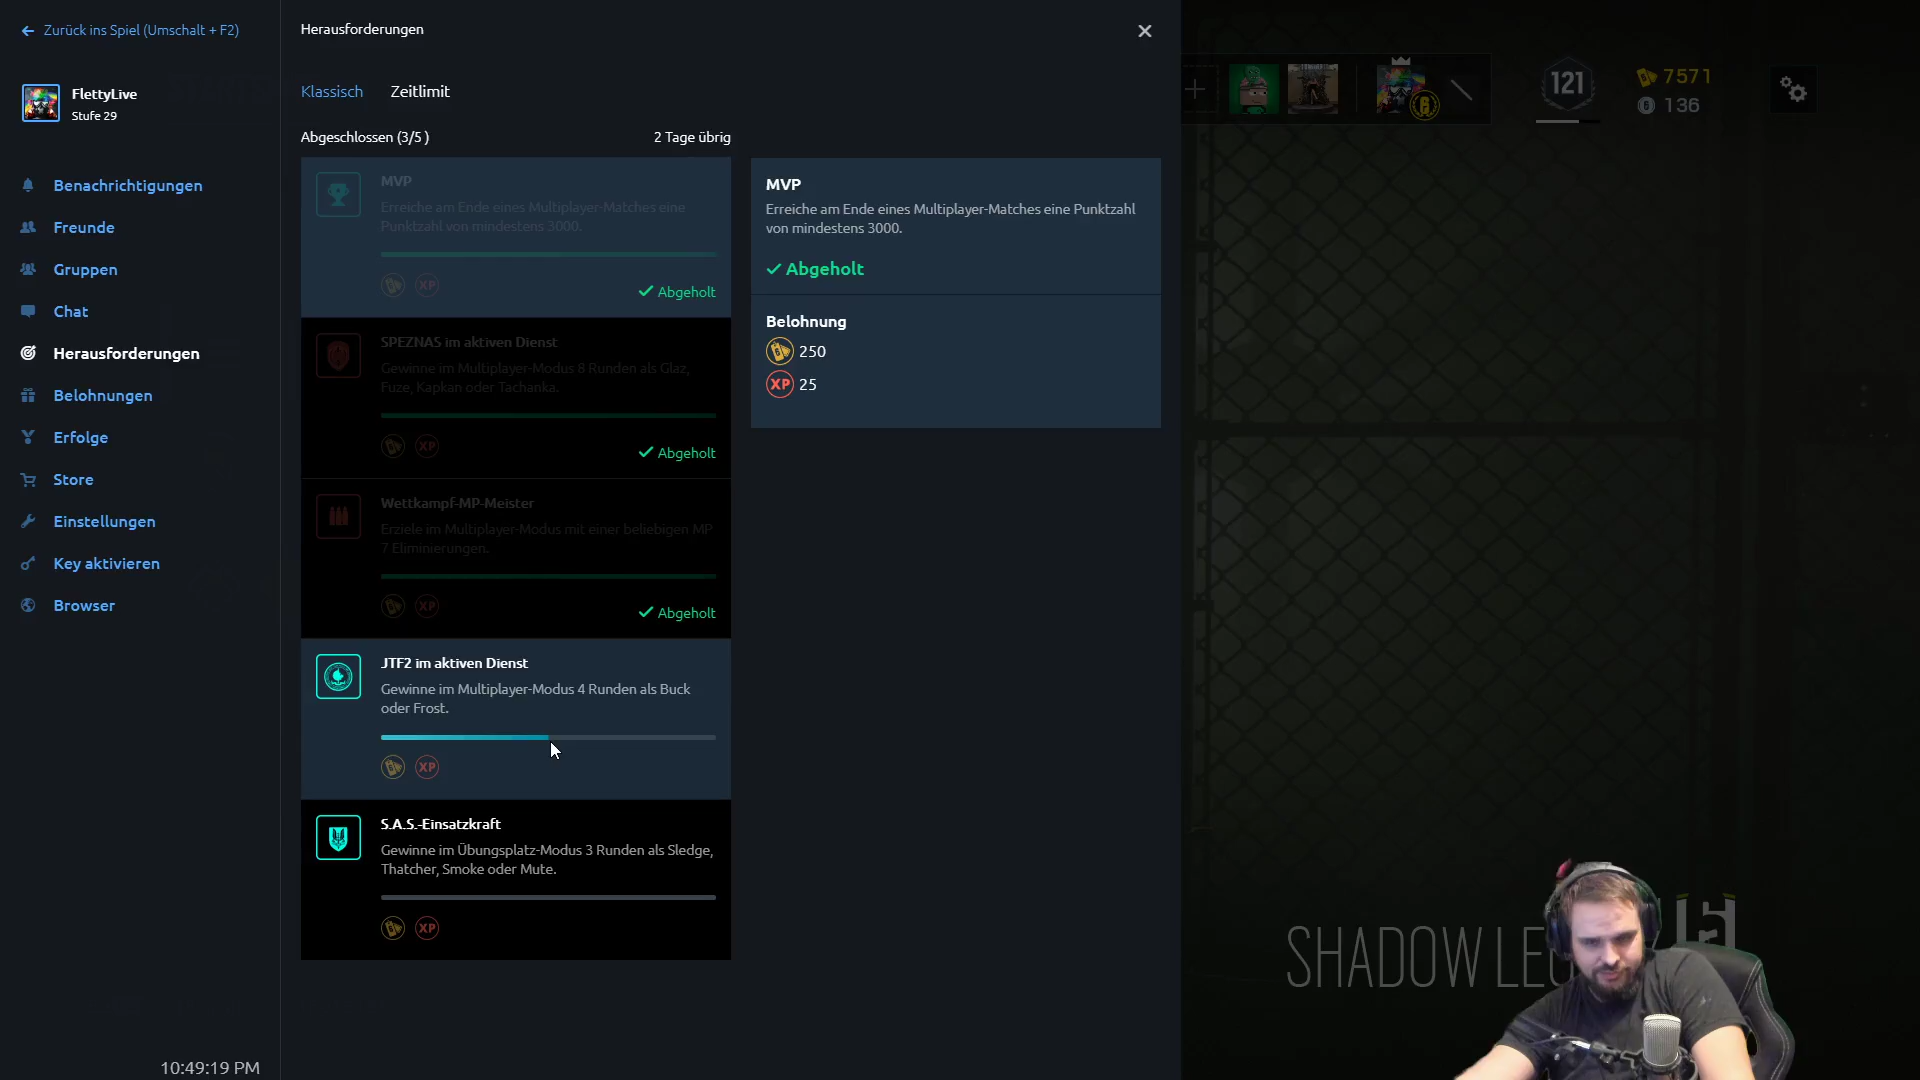 Zurück ins Spiel (Umschalt + F2)
FlettyLive
Stufe 29
Benachrichtigungen
Freunde
Gruppen
Chat
Herausforderungen
Belohnungen
Erfolge
Store
Einstellungen
Key aktivieren
Browser
10:49:19 PM
Herausforderungen
Klassisch
Zeitlimit
Abgeschlossen (3/5)
2 Tage übrig
MVP
Erreiche am Ende eines Multiplayer-Matches eine
Punktzahl von mindestens 3000.
XP
Abgeholt
SPEZNAS im aktiven Dienst
Gewinne im Multiplayer-Modus 8 Runden als Glaz,
Fuze, Kapkan oder Tachanka.
XP
Abgeholt
Wettkampf-MP-Meister
Erziele im Multiplayer-Modus mit einer beliebigen MP
7 Eliminierungen.
XP
Abgeholt
JTF2 im aktiven Dienst
Gewinne im Multiplayer-Modus 4 Runden als Buck
oder Frost.
XP
S.A.S.-Einsatzkraft
Gewinne im Übungsplatz-Modus 3 Runden als Sledge,
Thatcher, Smoke oder Mute.
XP
MVP
Erreiche am Ende eines Multiplayer-Matches eine Punktzahl
von mindestens 3000.
Abgeholt
Belohnung
250
XP 25
121
7571
136
SHADOW